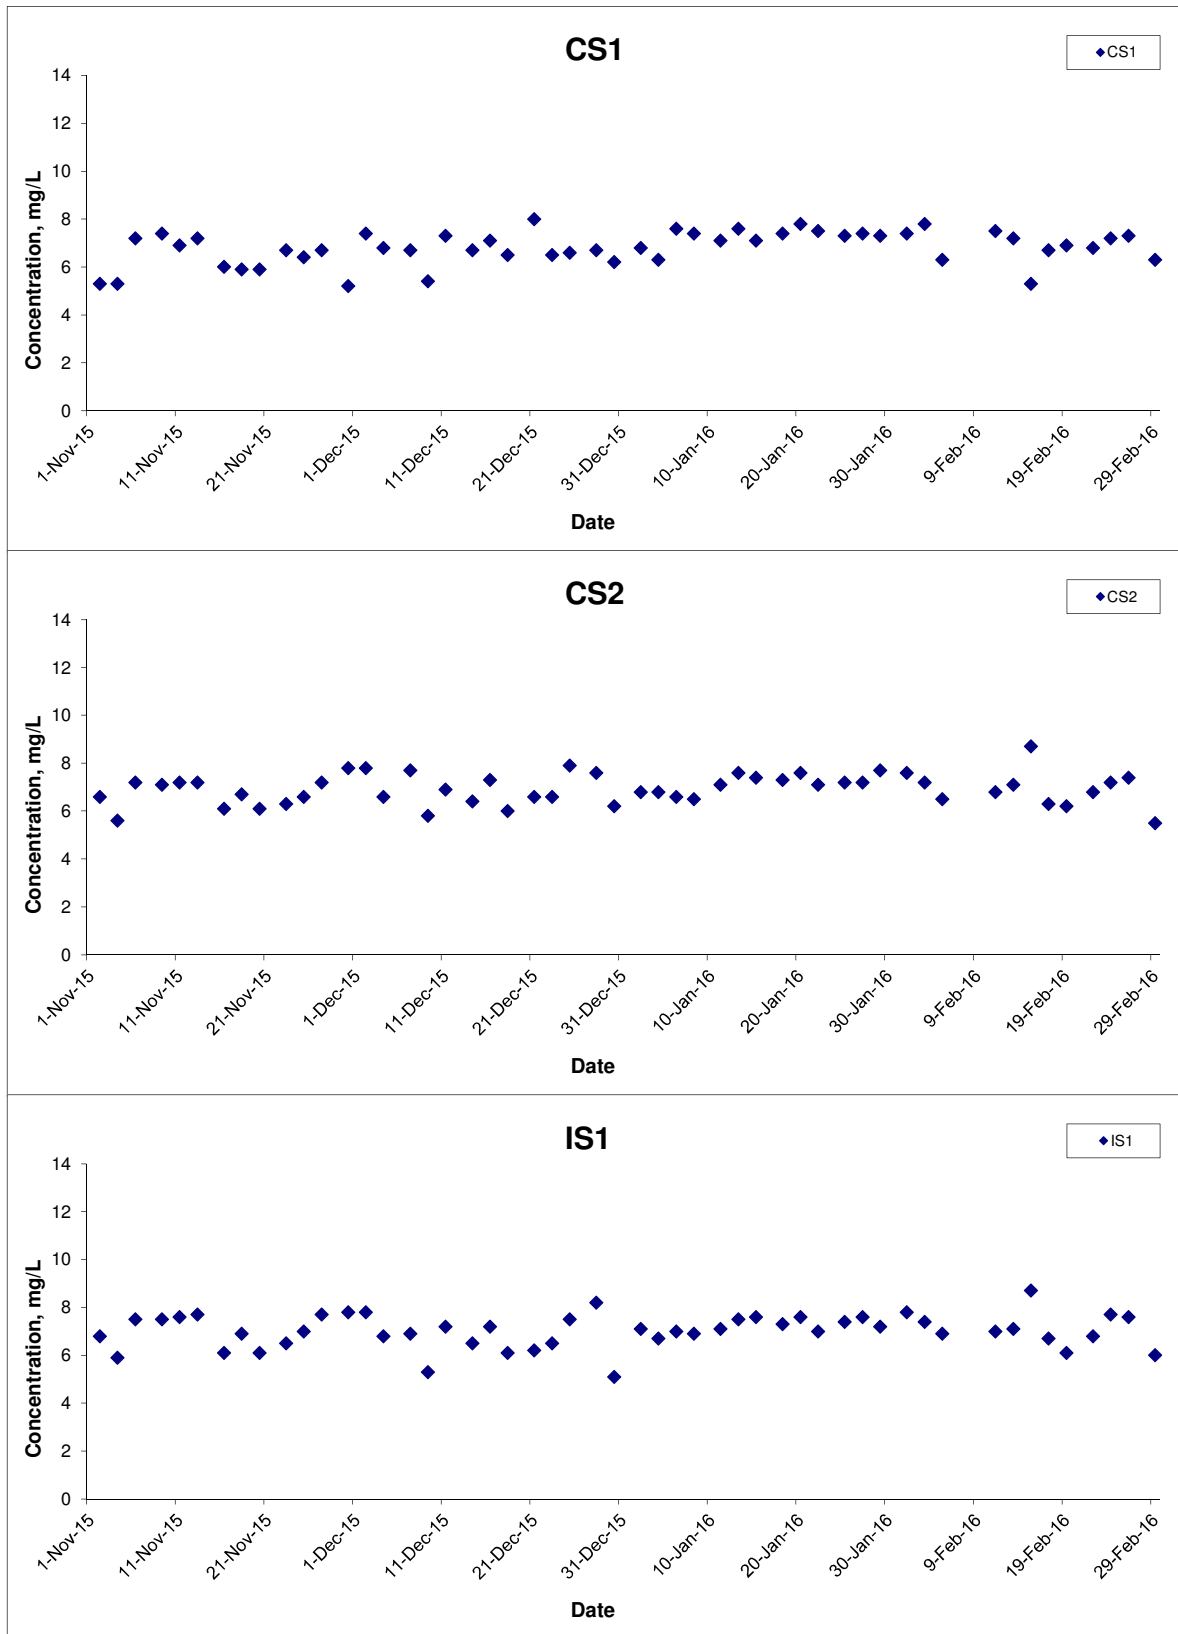 CS1
CS1
14
12
10
8
6
4
2
0
Concentration, mg/L
1-Nov-15
11-Nov-15
21-Nov-15
1-Dec-15
11-Dec-15
21-Dec-15
31-Dec-15
10-Jan-16
20-Jan-16
30-Jan-16
9-Feb-16
19-Feb-16
29-Feb-16
Date
CS2
CS2
14
12
10
8
6
4
2
0
Concentration, mg/L
1-Nov-15
11-Nov-15
21-Nov-15
1-Dec-15
11-Dec-15
21-Dec-15
31-Dec-15
10-Jan-16
20-Jan-16
30-Jan-16
9-Feb-16
19-Feb-16
29-Feb-16
Date
IS1
IS1
14
12
10
8
6
4
2
0
Concentration, mg/L
1-Nov-15
11-Nov-15
21-Nov-15
1-Dec-15
11-Dec-15
21-Dec-15
31-Dec-15
10-Jan-16
20-Jan-16
30-Jan-16
9-Feb-16
19-Feb-16
29-Feb-16
Date